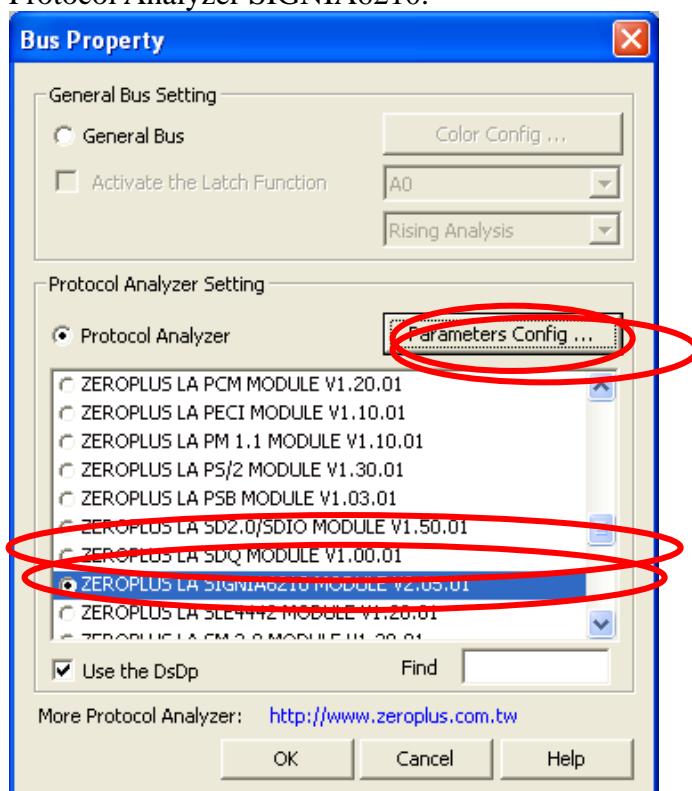 Protocol Analyzer SIGNIA6210.
Bus Property
General Bus Setting
General Bus
Color Config ...
Activate the Latch Function
A0
Rising Analysis
Protocol Analyzer Setting
Protocol Analyzer
Parameters Config ...
ZEROPLUS LA PCM MODULE V1.20.01
ZEROPLUS LA PECI MODULE V1.10.01
ZEROPLUS LA PM 1.1 MODULE V1.10.01
ZEROPLUS LA PS/2 MODULE V1.30.01
ZEROPLUS LA PSB MODULE V1.03.01
ZEROPLUS LA SD2.0/SDIO MODULE V1.50.01
ZEROPLUS LA SDQ MODULE V1.00.01
ZEROPLUS LA SIGNIA6210 MODULE V2.05.01
ZEROPLUS LA SLE4442 MODULE V1.20.01
ZEROPLUS LA
Use the DsDp
Find
More Protocol Analyzer: http://www.zeroplus.com.tw
OK
Cancel
Help